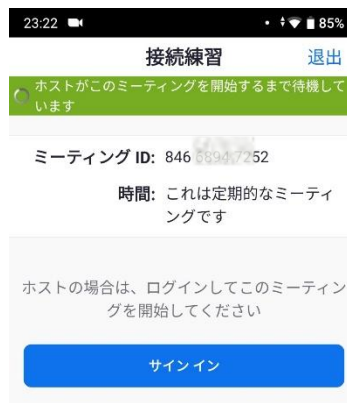 23:22 85%
接続練習 退出
ホストがこのミーティングを開始するまで待機して
います
ミーティング ID: 846 52
時間: これは定期的なミーティ
ングです
ホストの場合は、ログインしてこのミーティン
グを開始してください
サイン イン